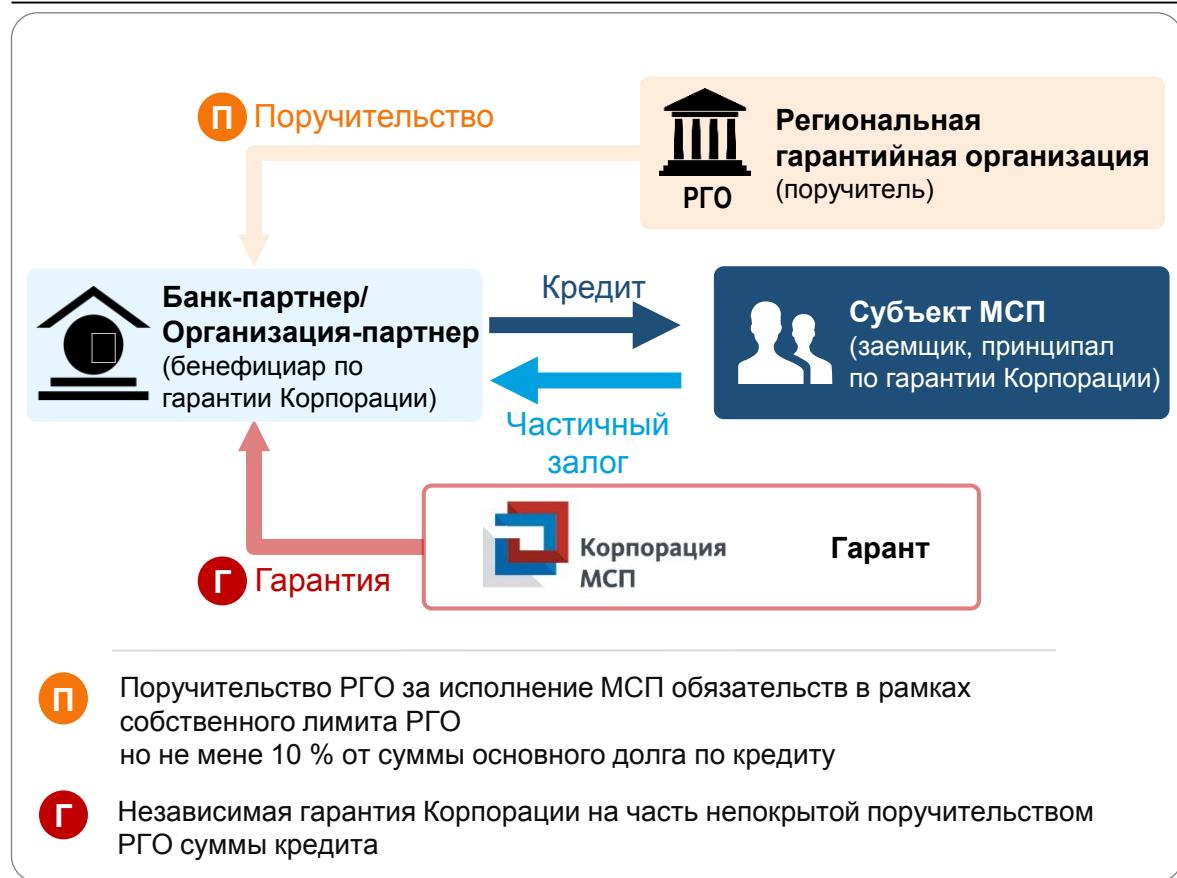 П Поручительство
РГО
Региональная
гарантийная организация
(поручитель)
Банк-партнер/
Организация-партнер
(бенефициар по
гарантии Корпорации)
Кредит
Частичный
залог
Субъект МСП
(заемщик, принципал
по гарантии Корпорации)
Корпорация
МСП
Гарант
Г Гарантия
П
Поручительство РГО за исполнение МСП обязательств в рамках
собственного лимита РГО
но не мене 10 % от суммы основного долга по кредиту
Г
Независимая гарантия Корпорации на часть непокрытой поручительством
РГО суммы кредита